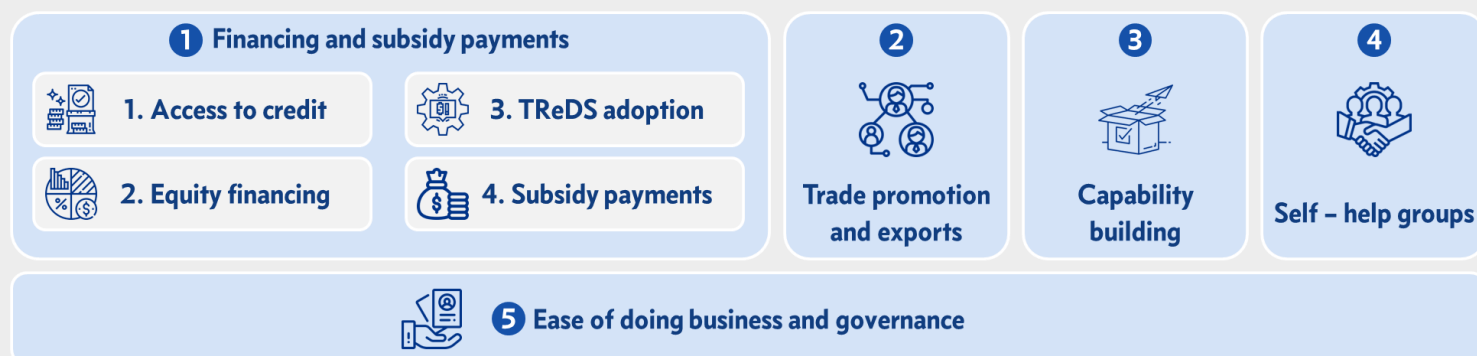 1 Financing and subsidy payments
1. Access to credit
2. Equity financing
3. TReDS adoption
4. Subsidy payments
2
Trade promotion
and exports
3
Capability
building
4
Self – help groups
5 Ease of doing business and governance